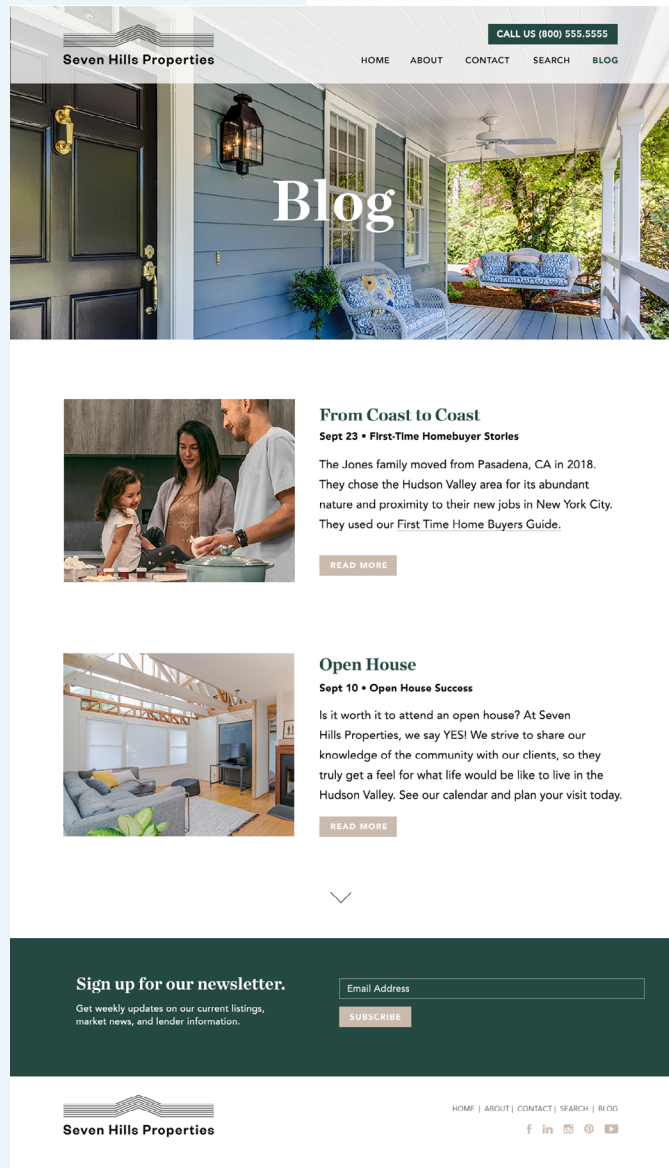 CALL US (800) 555.5555
Seven Hills Properties
HOME ABOUT CONTACT SEARCH BLOG
Blog
From Coast to Coast
Sept 23 • First-Time Homebuyer Stories
The Jones family moved from Pasadena, CA in 2018.
They chose the Hudson Valley area for its abundant
nature and proximity to their new jobs in New York City.
They used our First Time Home Buyers Guide.
READ MORE
Open House
Sept 10 • Open House Success
Is it worth it to attend an open house? At Seven
Hills Properties, we say YES! We strive to share our
knowledge of the community with our clients, so they
truly get a feel for what life would be like to live in the
Hudson Valley. See our calendar and plan your visit today.
READ MORE
Sign up for our newsletter.
Get weekly updates on our current listings,
market news, and lender information.
Email Address
SUBSCRIBE
Seven Hills Properties
HOME | ABOUT | CONTACT | SEARCH | BLOG